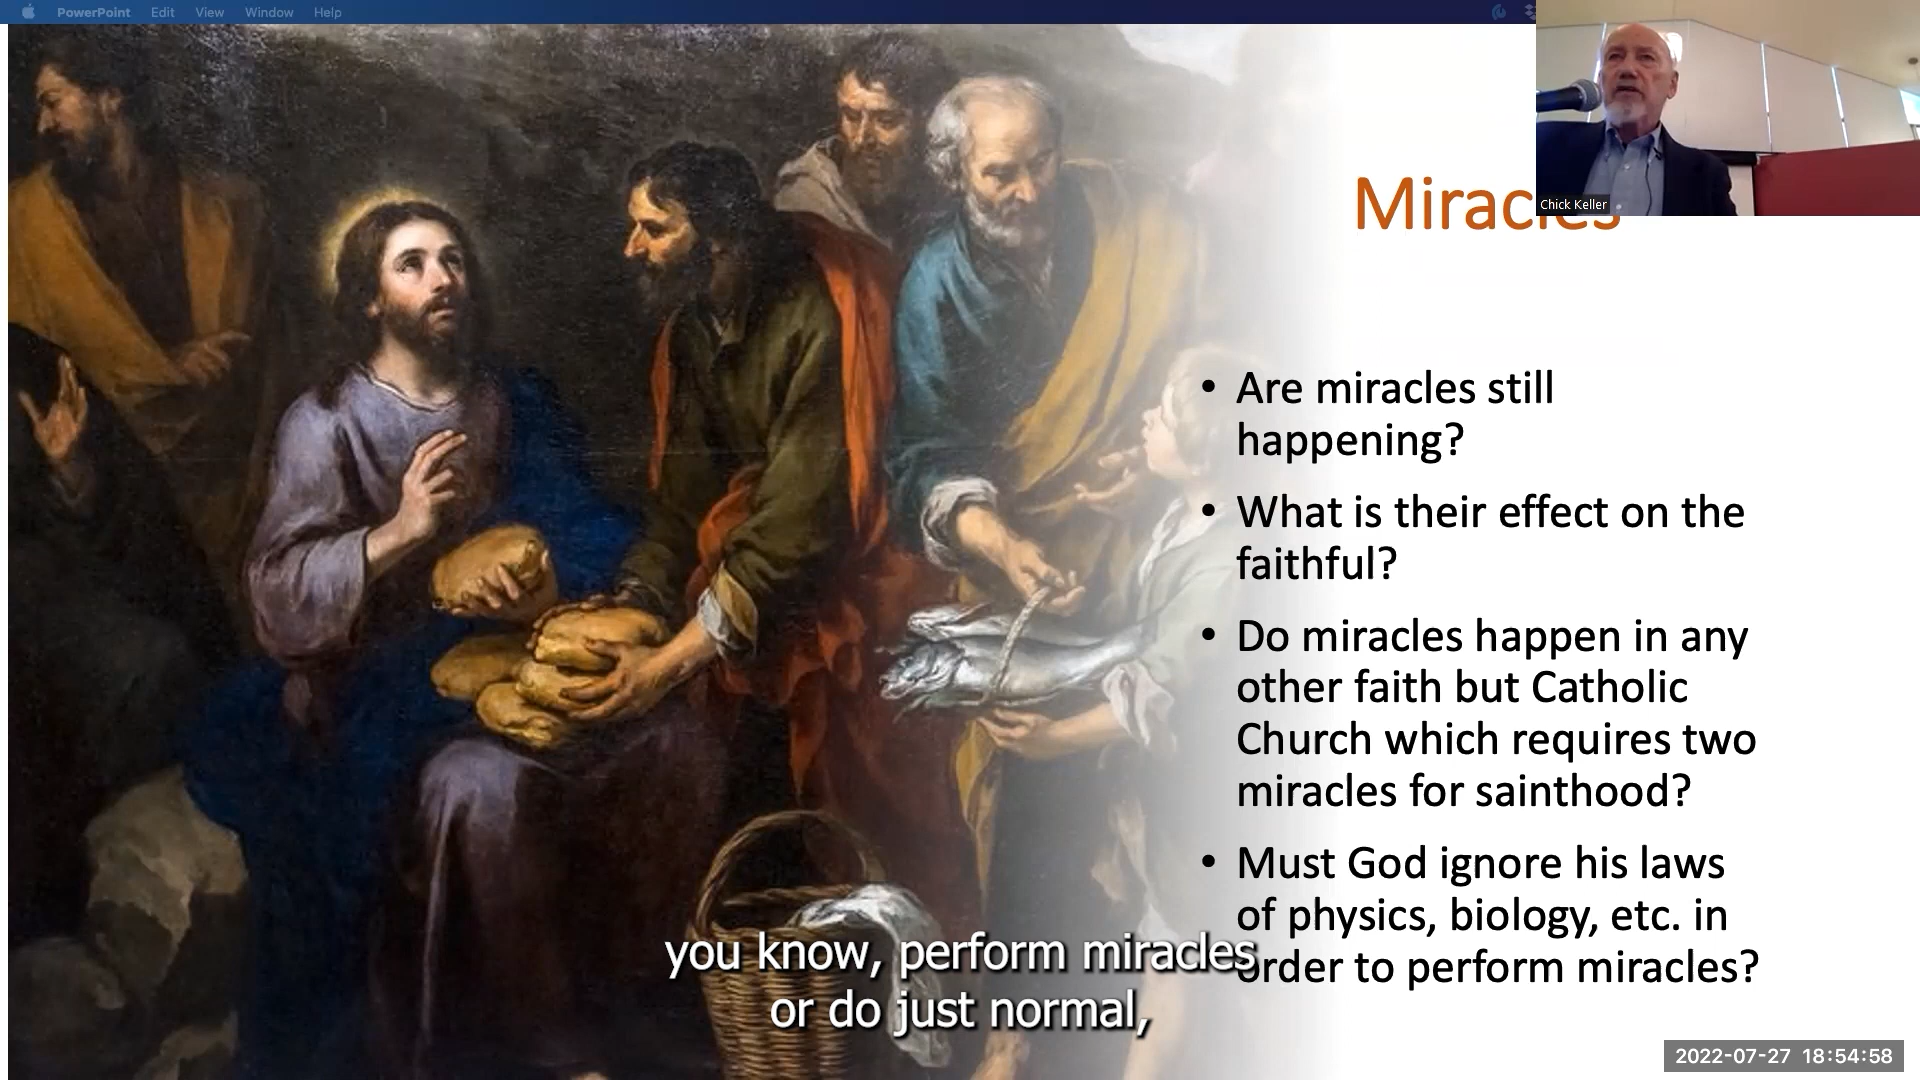 PowerPoint Edit View Window Help
Chick Keller
Miracles
• Are miracles still
happening?
• What is their effect on the
faithful?
• Do miracles happen in any
other faith but Catholic
Church which requires two
miracles for sainthood?
• Must God ignore his laws
of physics, biology, etc. in
order to perform miracles?
you know, perform miracles
or do just normal,
2022-07-27 18:54:58